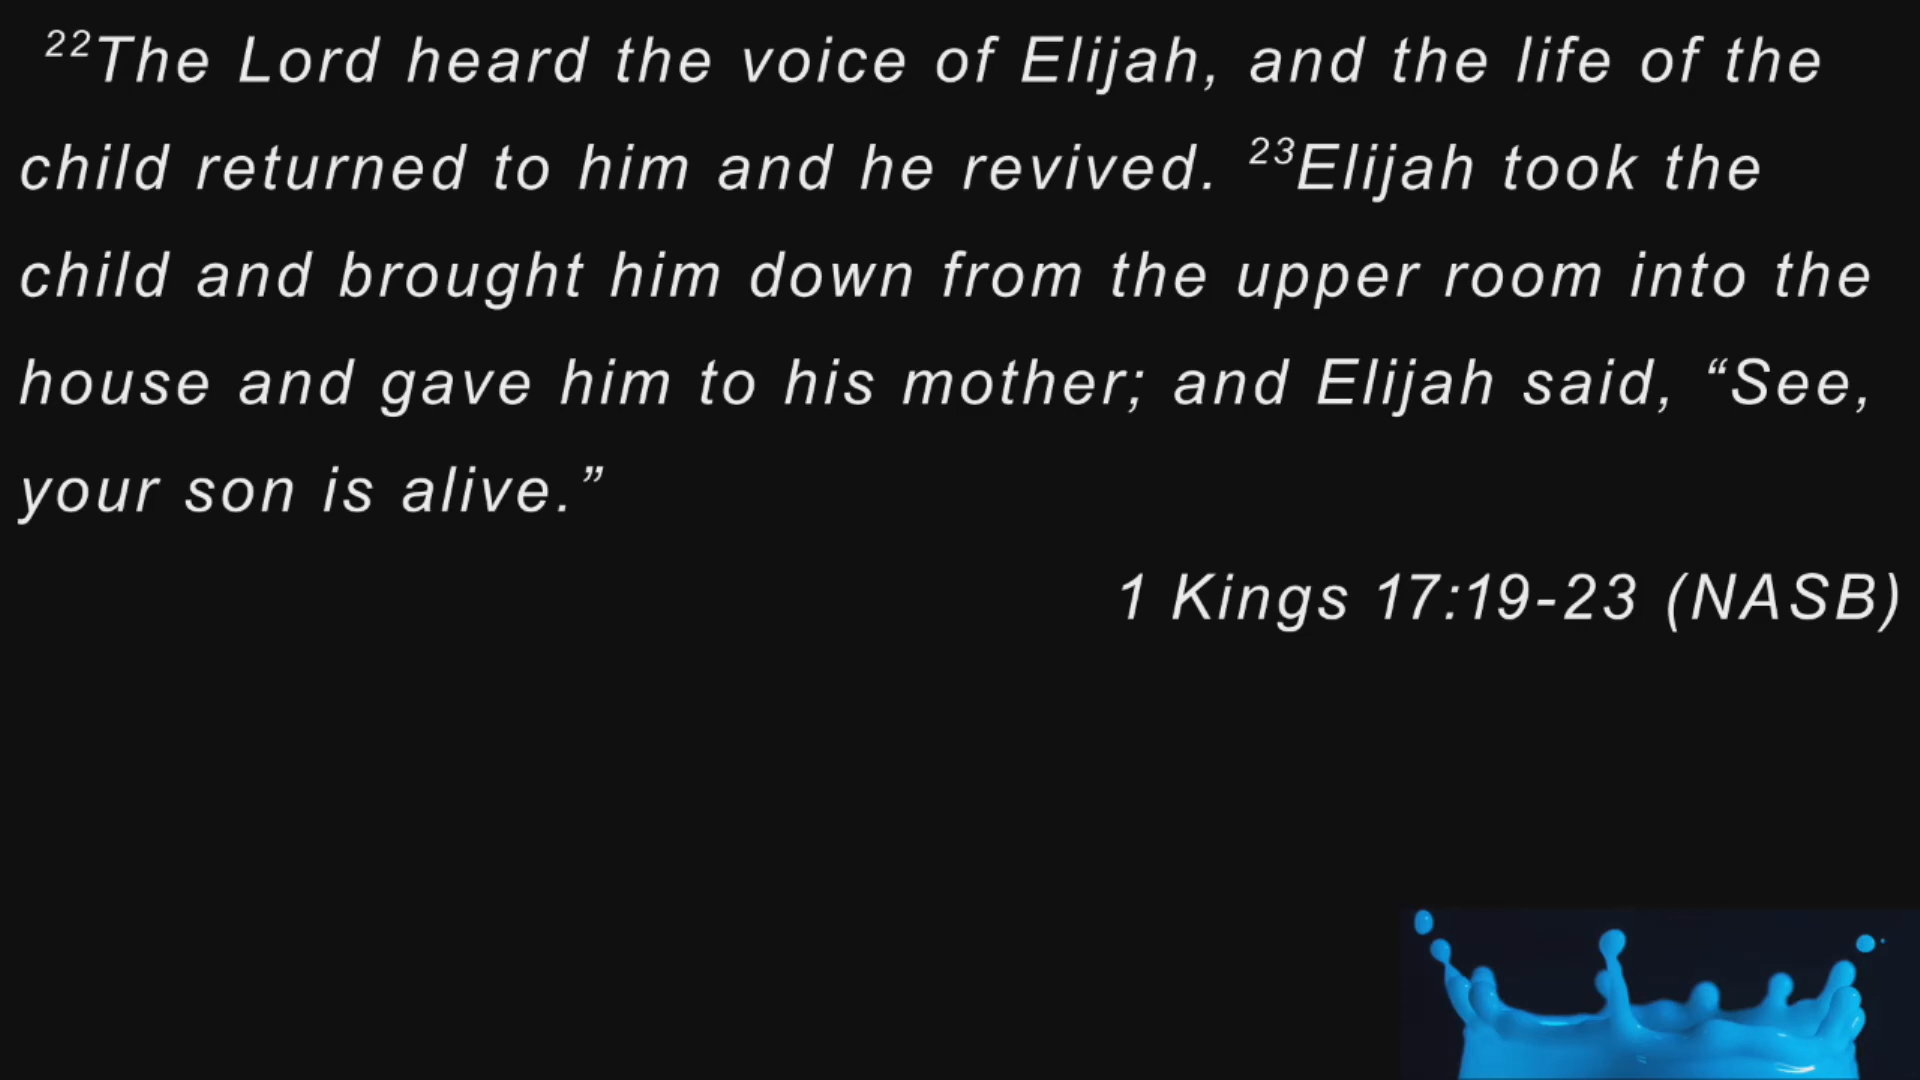 ²²The Lord heard the voice of Elijah, and the life of the
child returned to him and he revived. ²³Elijah took the
child and brought him down from the upper room into the
house and gave him to his mother; and Elijah said, “See,
your son is alive.”
1 Kings 17:19-23 (NASB)